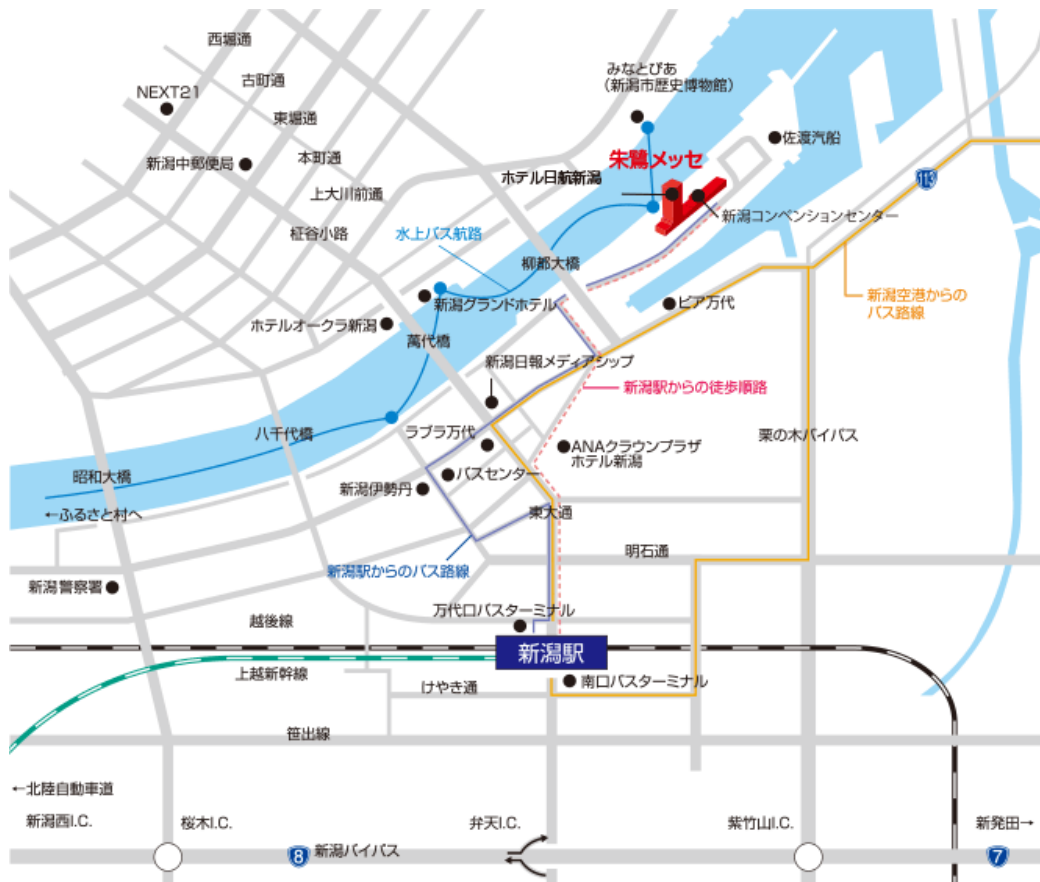 西堀通
古町通
NEXT21
東堀通
みなとぴあ
(新潟市歴史博物館)
佐渡汽船
新潟中郵便局
本町通
朱鷺メッセ
上大川前通
ホテル日航新潟
113
新潟コンベンションセンター
柾谷小路
水上バス航路
柳都大橋
新潟グランドホテル
ピア万代
新潟空港からの
バス路線
ホテルオークラ新潟
萬代橋
新潟日報メディアシップ
新潟駅からの徒歩順路
八千代橋
ラブラ万代
栗の木バイパス
ANAクラウンプラザ
ホテル新潟
昭和大橋
バスセンター
新潟伊勢丹
←ふるさと村へ
東大通
明石通
新潟駅からのバス路線
新潟警察署
万代口バスターミナル
越後線
新潟駅
上越新幹線
けやき通
南口バスターミナル
笹出線
←北陸自動車道
新潟西I.C.
桜木I.C.
弁天I.C.
紫竹山I.C.
新発田→
8
新潟バイパス
7